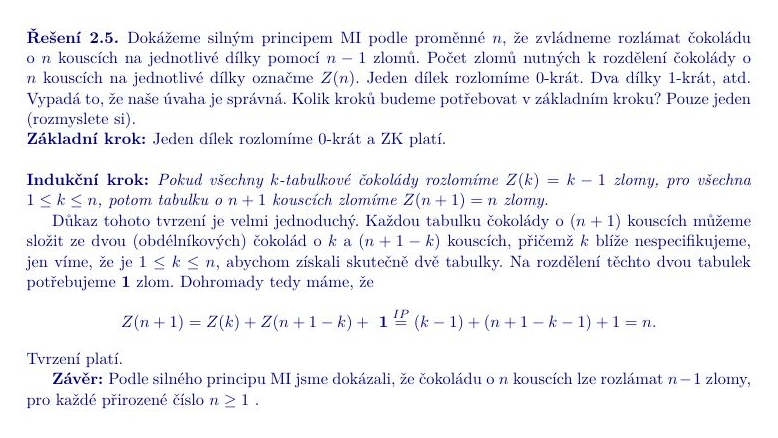 Řešení 2.5. Dokážeme silným principem MI podle proměnné n, že zvládneme rozlámat čokoládu
o n kouscích na jednotlivé dílky pomocí n − 1 zlomů. Počet zlomů nutných k rozdělení čokolády o
n kouscích na jednotlivé dílky označme Z(n). Jeden dílek rozlomíme 0-krát. Dva dílky 1-krát, atd.
Vypadá to, že naše úvaha je správná. Kolik kroků budeme potřebovat v základním kroku? Pouze jeden
(rozmyslete si).
Základní krok: Jeden dílek rozlomíme 0-krát a ZK platí.
Indukční krok: Pokud všechny k-tabulkové čokolády rozlomíme Z(k) = k − 1 zlomy, pro všechna
1 ≤ k ≤ n, potom tabulku o n + 1 kouscích zlomíme Z(n + 1) = n zlomy.
Důkaz tohoto tvrzení je velmi jednoduchý. Každou tabulku čokolády o (n + 1) kouscích můžeme
složit ze dvou (obdélníkových) čokolád o k a (n + 1 − k) kouscích, přičemž k blíže nespecifikujeme,
jen víme, že je 1 ≤ k ≤ n, abychom získali skutečně dvě tabulky. Na rozdělení těchto dvou tabulek
potřebujeme 1 zlom. Dohromady tedy máme, že
Z(n + 1) = Z(k) + Z(n + 1 − k) + 1 \stackrel{IP}{=} (k − 1) + (n + 1 − k − 1) + 1 = n.
Tvrzení platí.
Závěr: Podle silného principu MI jsme dokázali, že čokoládu o n kouscích lze rozlámat n − 1 zlomy,
pro každé přirozené číslo n ≥ 1 .